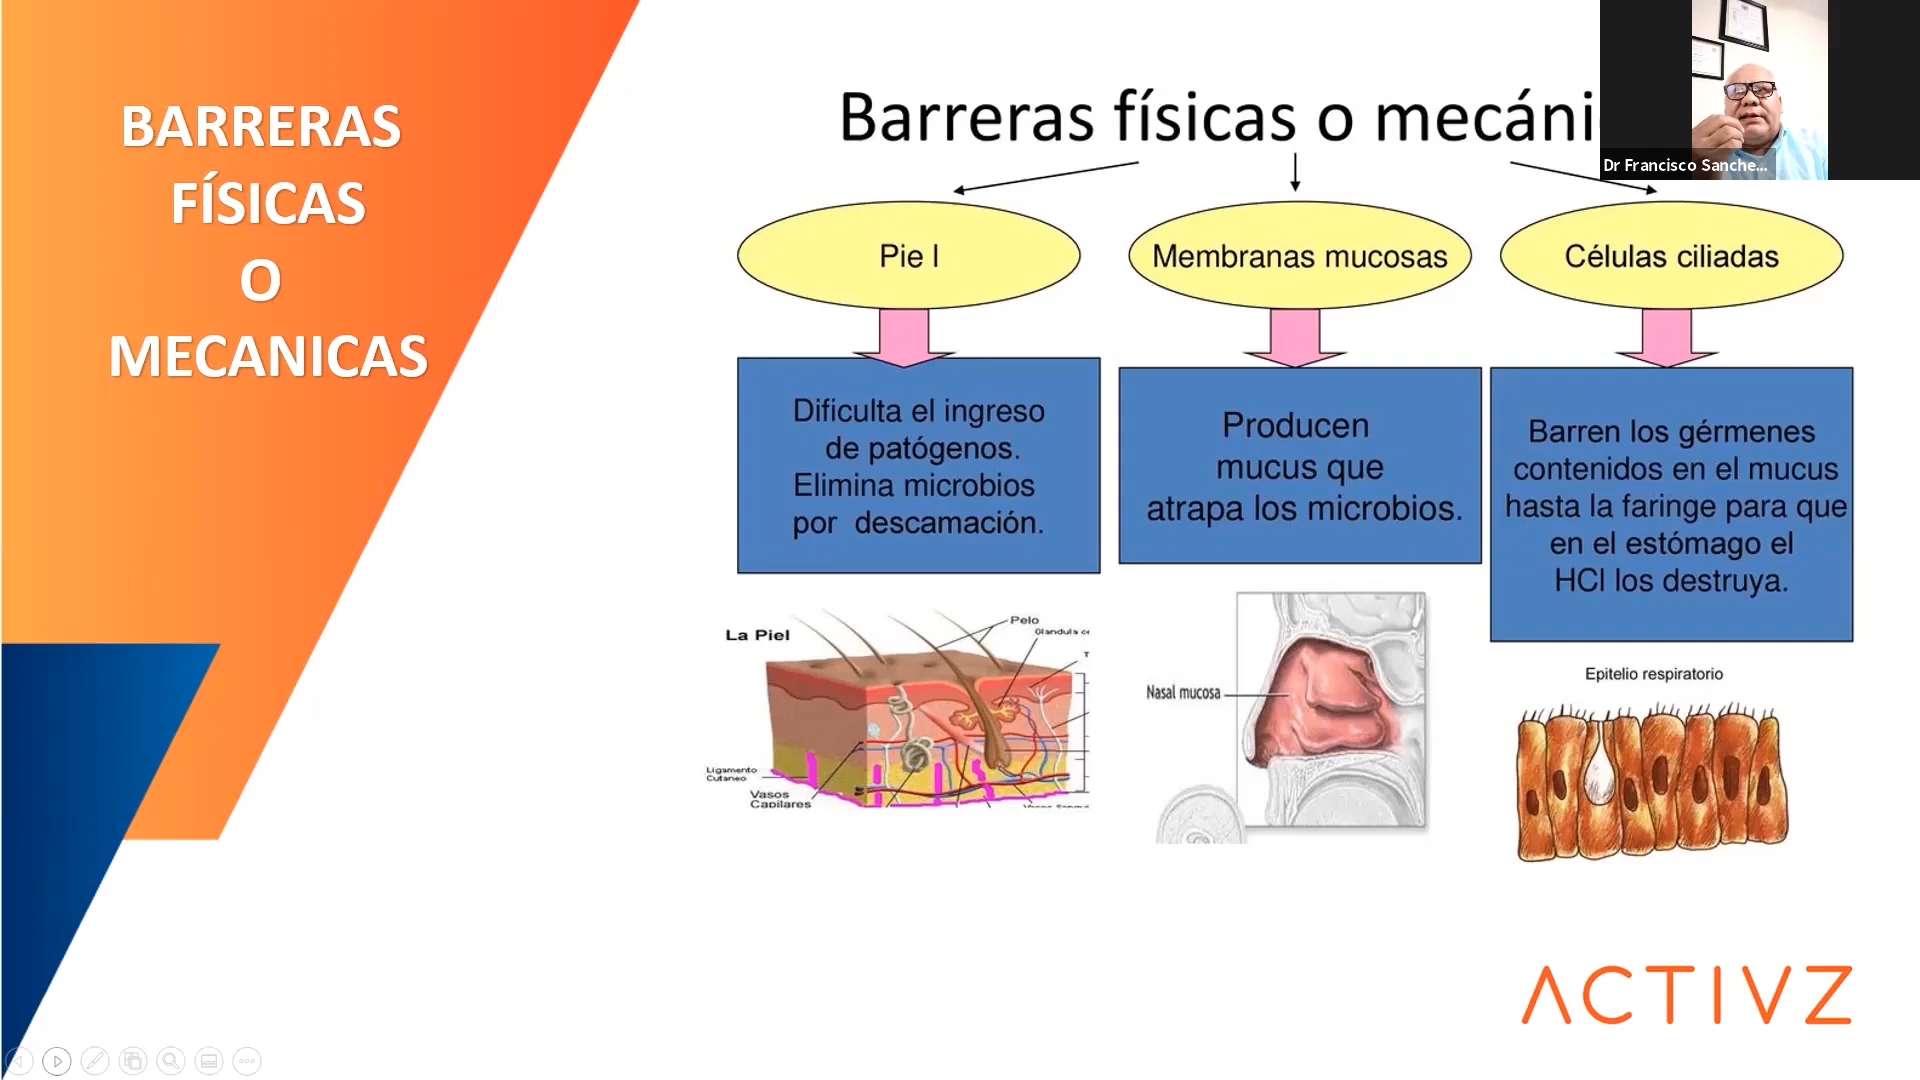 BARRERAS
FÍSICAS
O
MECANICAS
Barreras físicas o mecáni
Dr Francisco Sanche...
Pie l
Membranas mucosas
Células ciliadas
Dificulta el ingreso
de patógenos.
Elimina microbios
por descamación.
Producen
mucus que
atrapa los microbios.
Barren los gérmenes
contenidos en el mucus
hasta la faringe para que
en el estómago el
HCl los destruya.
La Piel
Pelo
Glandula
Ligamento
Cutaneo
Vasos
Capilares
Nasal mucosa
Epitelio respiratorio
ACTIVZ